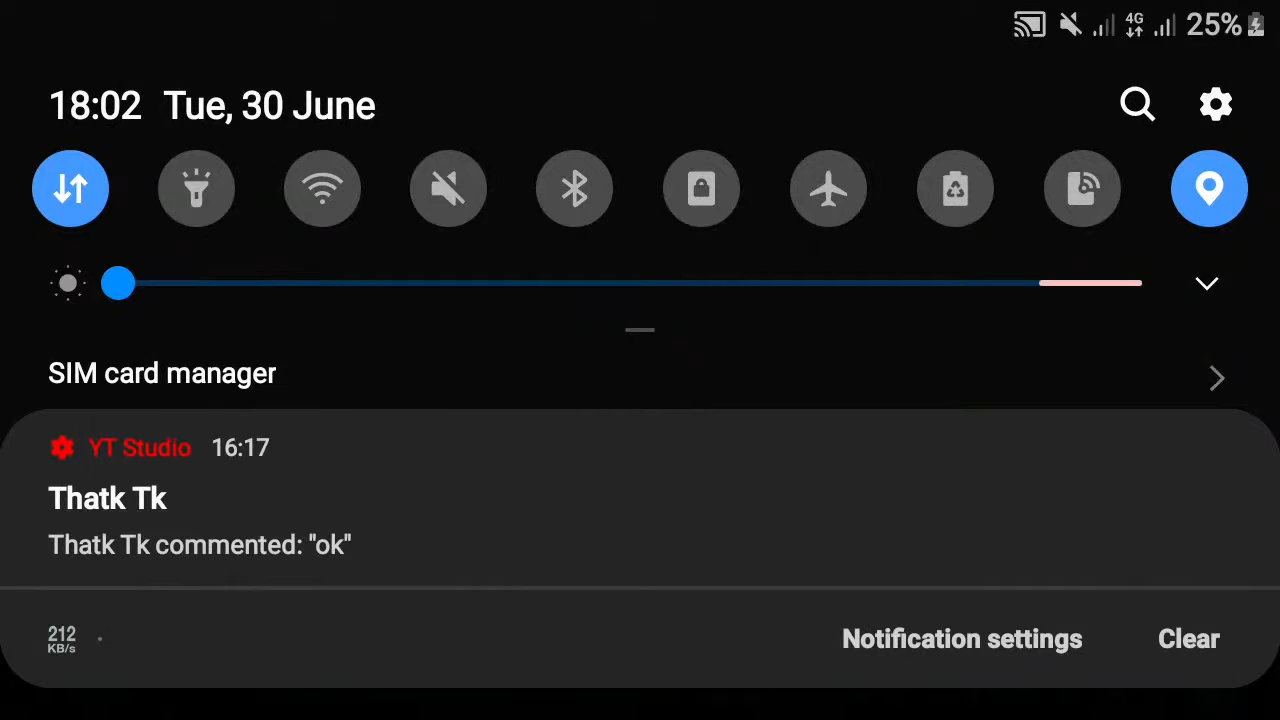 4G 25%
18:02 Tue, 30 June
SIM card manager
YT Studio 16:17
Thatk Tk
Thatk Tk commented: "ok"
212
KB/s
Notification settings Clear